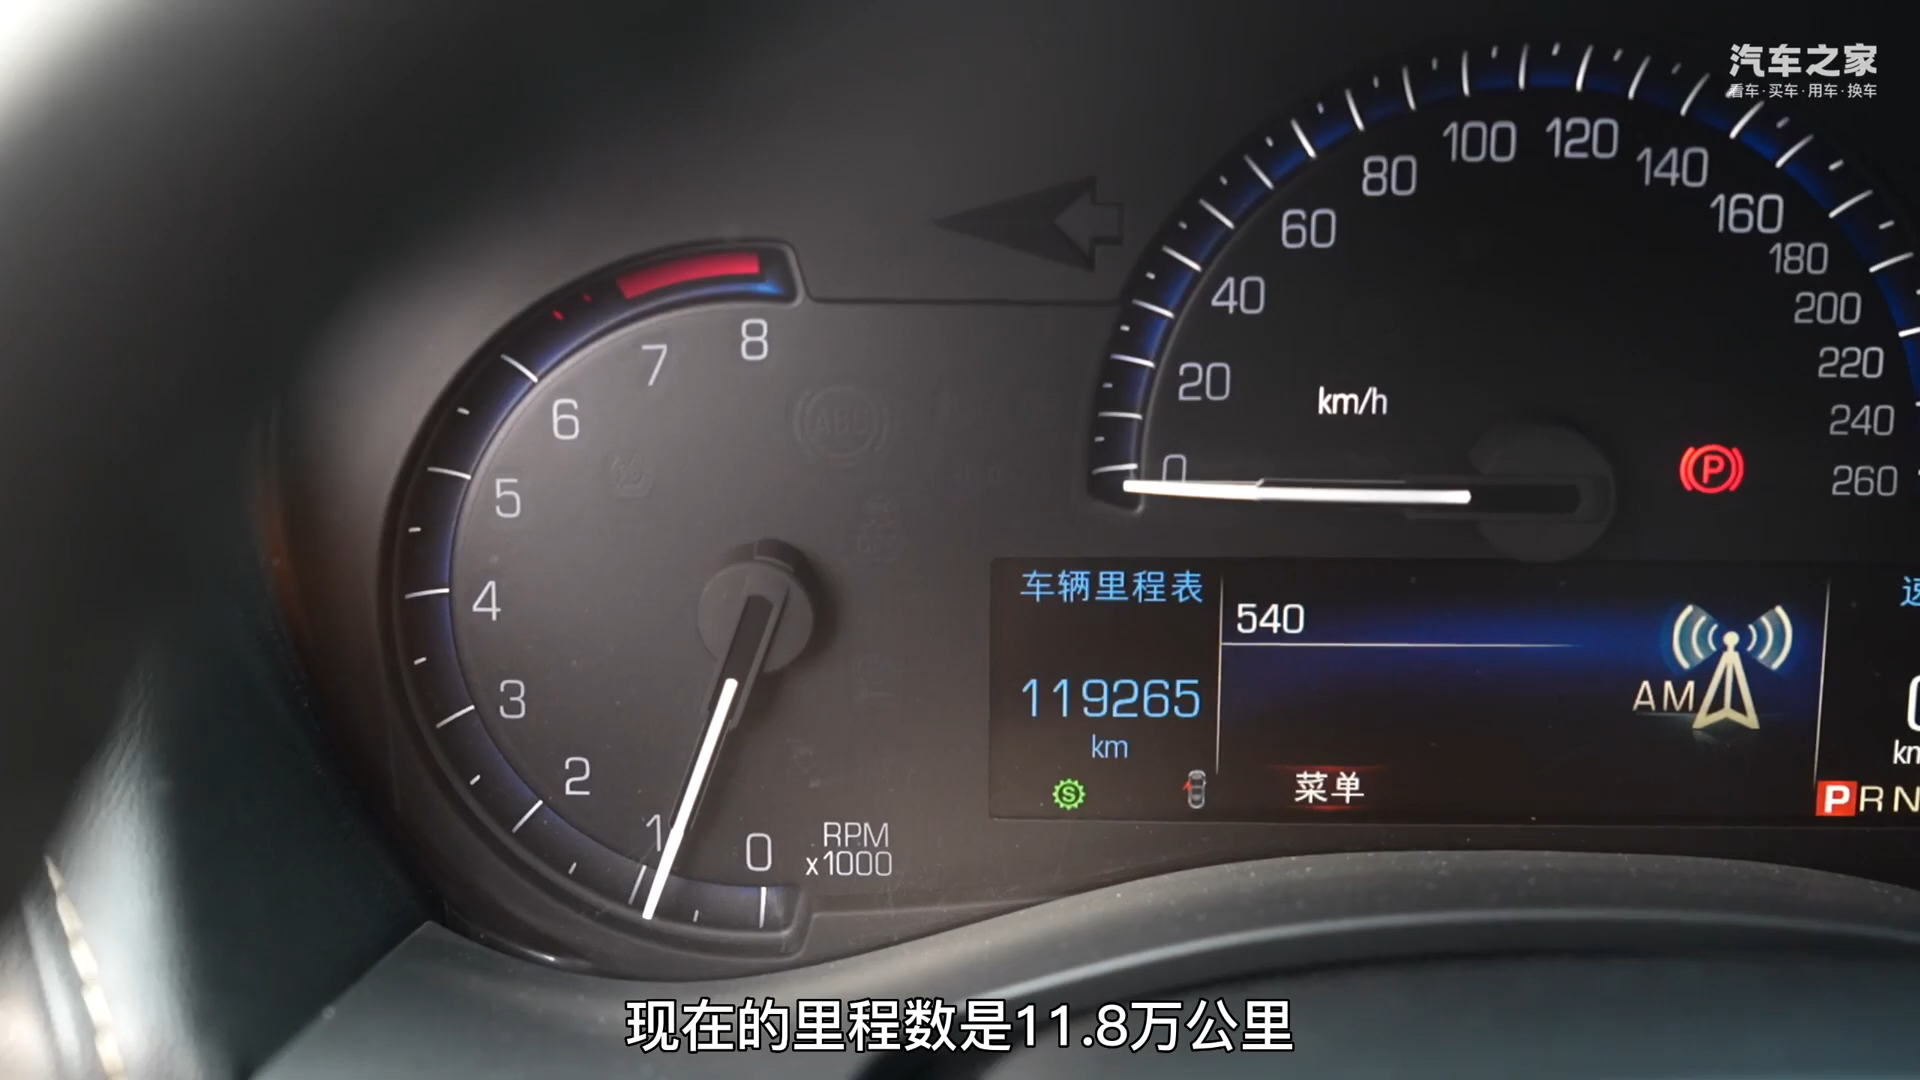 汽车之家
看车·买车·用车·换车
0 20 40 60 80 100 120 140 160 180 200 220 240 260
km/h
P
0 1 2 3 4 5 6 7 8
RPM
x1000
车辆里程表
119265
km
S
540
AM
菜单
速
P R N
现在的里程数是11.8万公里